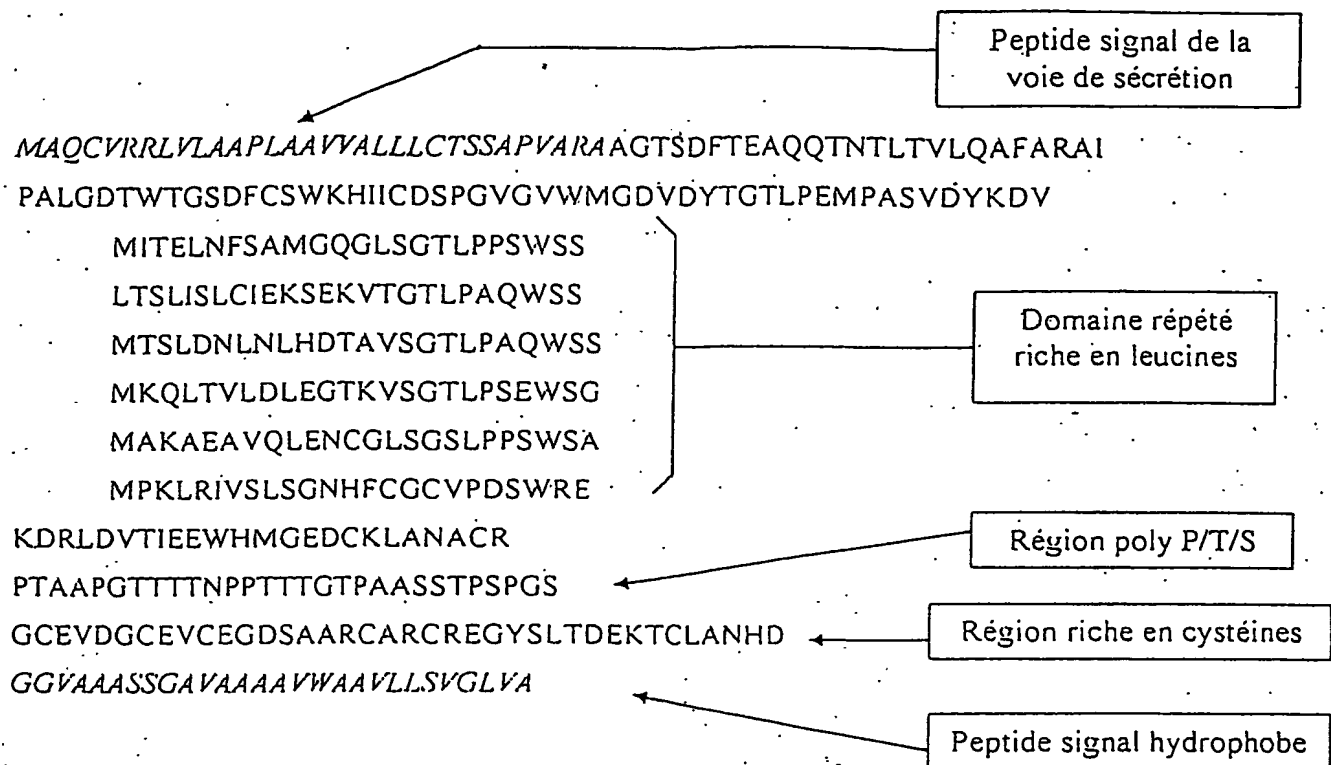 Peptide signal de la
voie de sécrétion
MAQCVRRLVLAAPLAAVVALLLCTSSAPVARAAGTSDFTEAQQTNTLTVLQAFARAI
PALGDTWTGSDFCSWKHIICDSPGVGVWMGDVDYTGTLPEMPASVDYKDV
MITELNFSAMGQGLSGTLPPSWSS
LTSLISLCIEKSEKVTGTLPAQWSS
MTSLDNLNLHDTAVSGTLPAQWSS
MKQLTVLDLEGTKVSGTLPSEWSG
MAKAEAVQLENCGLSGSLPPSWSA
MPKLRIVSLSGNHFCGCVPDSWRE
Domaine répété
riche en leucines
KDRLDVTIEEWHMGEDCKLANACR
PTAAPGTTTTNPPTTTGTPAASSTPSPGS
Région poly P/T/S
GCEVDGCEVCEGDSAARCARCREGYSLTDEKTCLANHD
Région riche en cystéines
GGVAAASSGAVAAAAVWAAVLLSVGLVA
Peptide signal hydrophobe